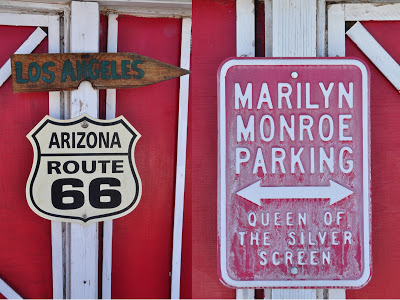 LOS ANGELES
ARIZONA
ROUTE
66
MARILYN
MONROE
PARKING
QUEEN OF
THE SILVER
SCREEN